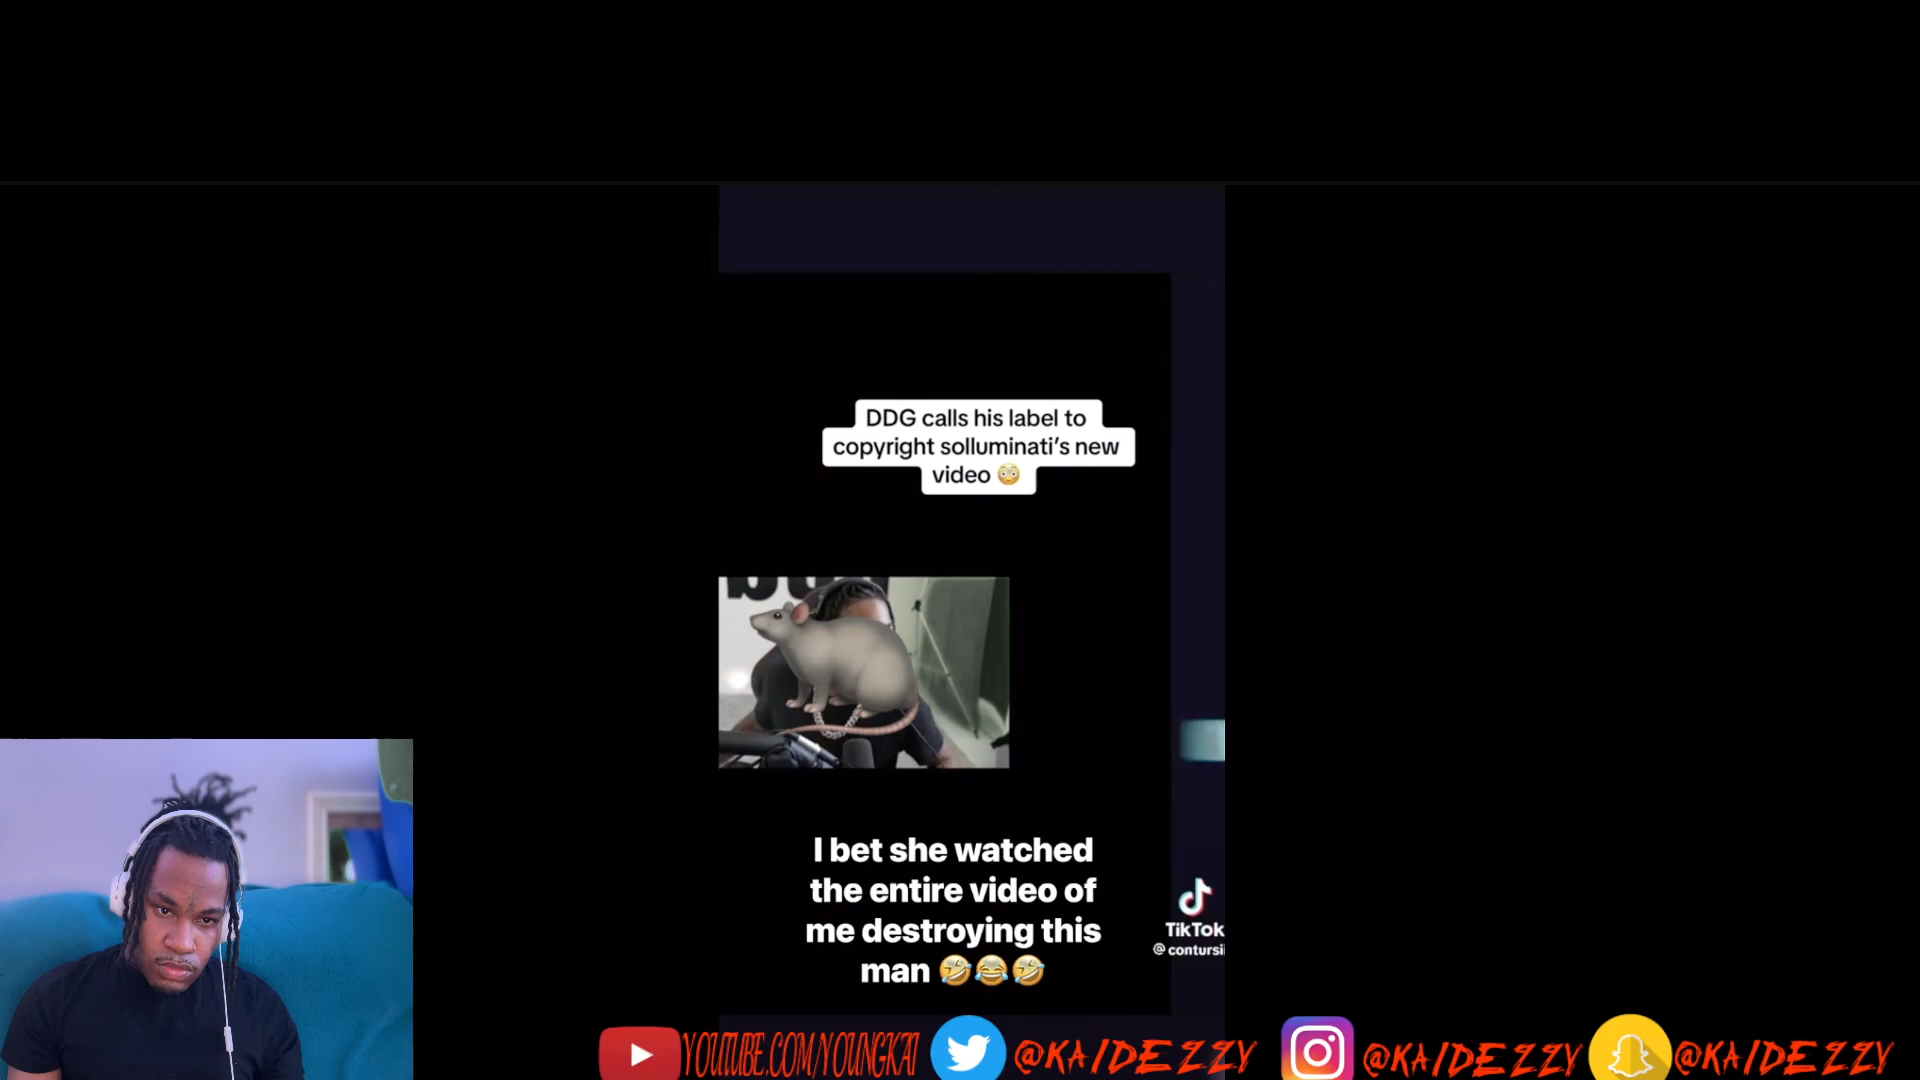 DDG calls his label to
copyright solluminati's new
video 😳
I bet she watched
the entire video of
me destroying this
man 🤣😂🤣
TikTok
@contursi
YOUTUBE.COM/YOUNGKAI
@KAIDEZZY
@KAIDEZZY
@KAIDEZZY